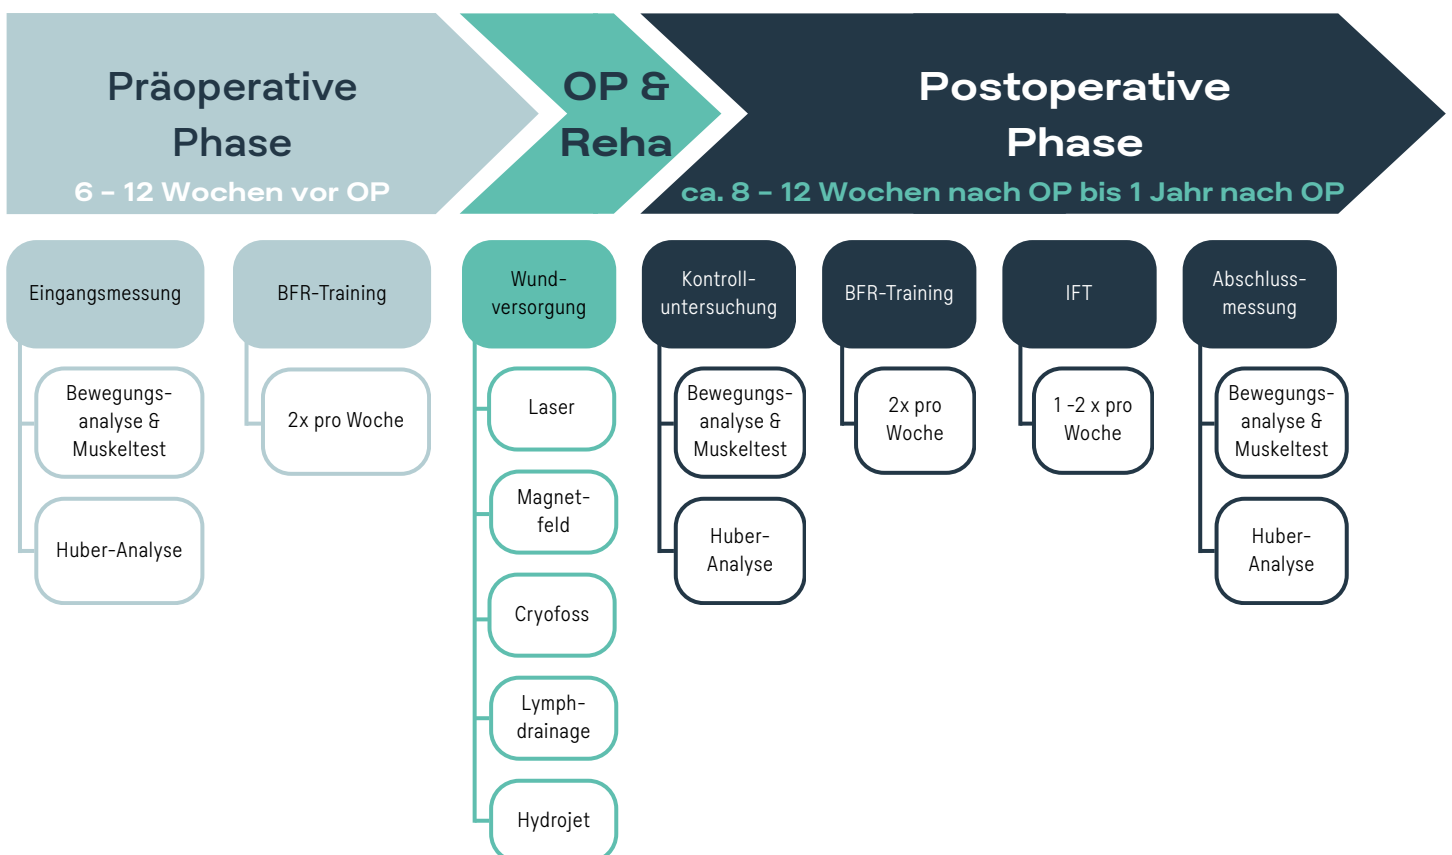 Präoperative
Phase
6 – 12 Wochen vor OP
OP &
Reha
Postoperative
Phase
ca. 8 – 12 Wochen nach OP bis 1 Jahr nach OP
Eingangsmessung
Bewegungs-
analyse &
Muskeltest
Huber-Analyse
BFR-Training
2x pro Woche
Wund-
versorgung
Laser
Magnet-
feld
Cryofoss
Lymph-
drainage
Hydrojet
Kontroll-
untersuchung
Bewegungs-
analyse &
Muskeltest
Huber-
Analyse
BFR-Training
2x pro
Woche
IFT
1 -2 x pro
Woche
Abschluss-
messung
Bewegungs-
analyse &
Muskeltest
Huber-
Analyse